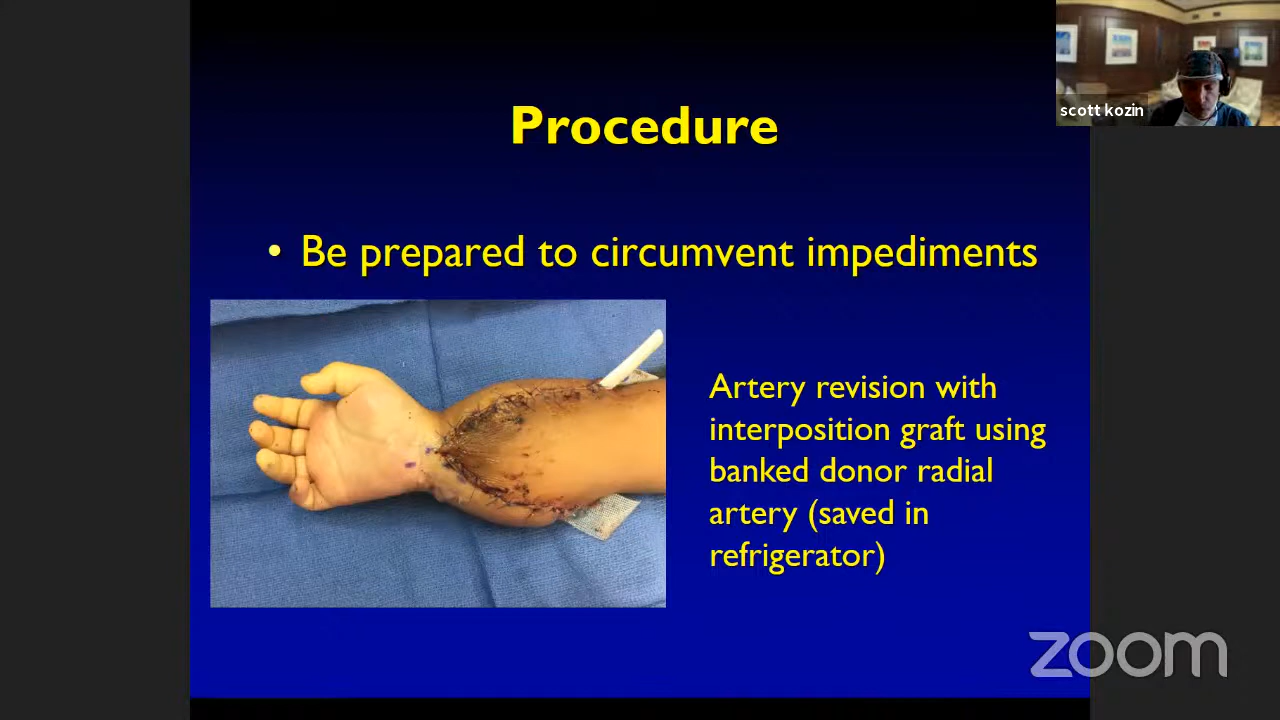 scott kozin
Procedure
• Be prepared to circumvent impediments
Artery revision with
interposition graft using
banked donor radial
artery (saved in
refrigerator)
zoom